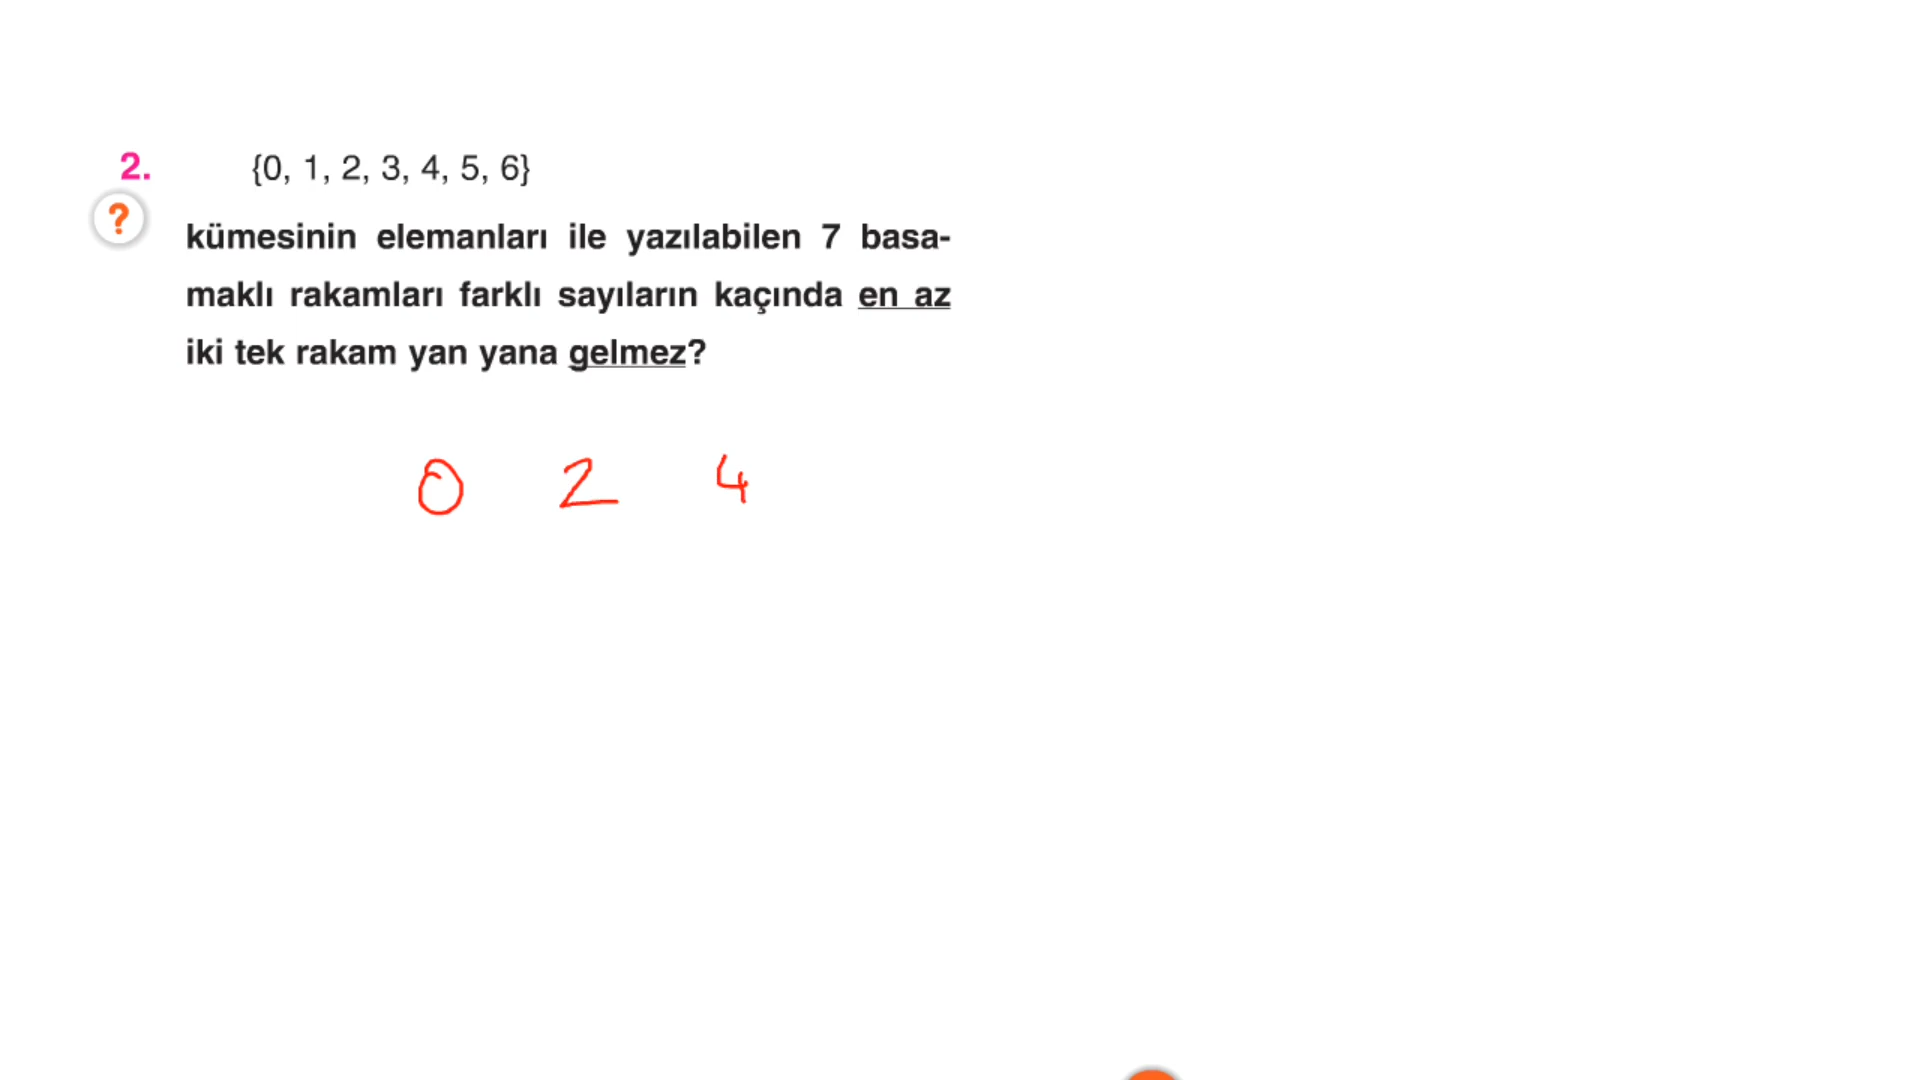 2. {0, 1, 2, 3, 4, 5, 6}
?
kümesinin elemanları ile yazılabilen 7 basa-
maklı rakamları farklı sayıların kaçında en az
iki tek rakam yan yana gelmez?
0 2 4